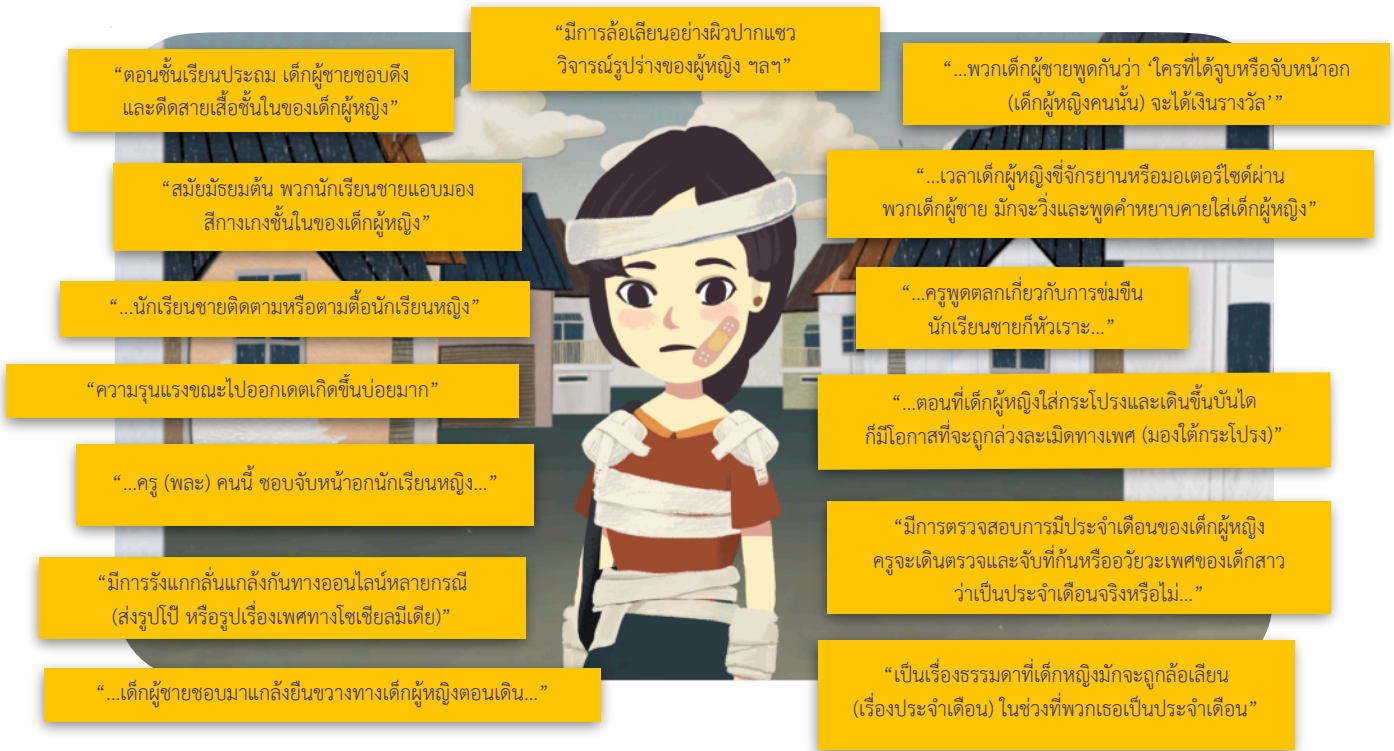 “มีการล้อเลียนอย่างผิวปากแซว
วิจารณ์รูปร่างของผู้หญิง ฯลฯ”
“ตอนชั้นเรียนประถม เด็กผู้ชายชอบดึง
และดีดสายเสื้อชั้นในของเด็กผู้หญิง”
“สมัยมัธยมต้น พวกนักเรียนชายแอบมอง
สีกางเกงชั้นในของเด็กผู้หญิง”
“...นักเรียนชายติดตามหรือตามตื้อนักเรียนหญิง”
“ความรุนแรงขณะไปออกเดตเกิดขึ้นบ่อยมาก”
“...ครู (พละ) คนนี้ ชอบจับหน้าอกนักเรียนหญิง...”
“มีการรังแกกลั่นแกล้งกันทางออนไลน์หลายกรณี
(ส่งรูปโป๊ หรือรูปเรื่องเพศทางโซเชียลมีเดีย)”
“...เด็กผู้ชายชอบมาแกล้งยืนขวางทางเด็กผู้หญิงตอนเดิน...”
“...พวกเด็กผู้ชายพูดกันว่า ‘ใครที่ได้จูบหรือจับหน้าอก
(เด็กผู้หญิงคนนั้น) จะได้เงินรางวัล’”
“...เวลาเด็กผู้หญิงขี่จักรยานหรือมอเตอร์ไซด์ผ่าน
พวกเด็กผู้ชาย มักจะวิ่งและพูดคำหยาบคายใส่เด็กผู้หญิง”
“...ครูพูดตลกเกี่ยวกับการข่มขืน
นักเรียนชายก็หัวเราะ...”
“...ตอนที่เด็กผู้หญิงใส่กระโปรงและเดินขึ้นบันได
ก็มีโอกาสที่จะถูกล่วงละเมิดทางเพศ (มองใต้กระโปรง)”
“มีการตรวจสอบการมีประจำเดือนของเด็กผู้หญิง
ครูจะเดินตรวจและจับที่ก้นหรืออวัยวะเพศของเด็กสาว
ว่าเป็นประจำเดือนจริงหรือไม่...”
“เป็นเรื่องธรรมดาที่เด็กหญิงมักจะถูกล้อเลียน
(เรื่องประจำเดือน) ในช่วงที่พวกเธอเป็นประจำเดือน”